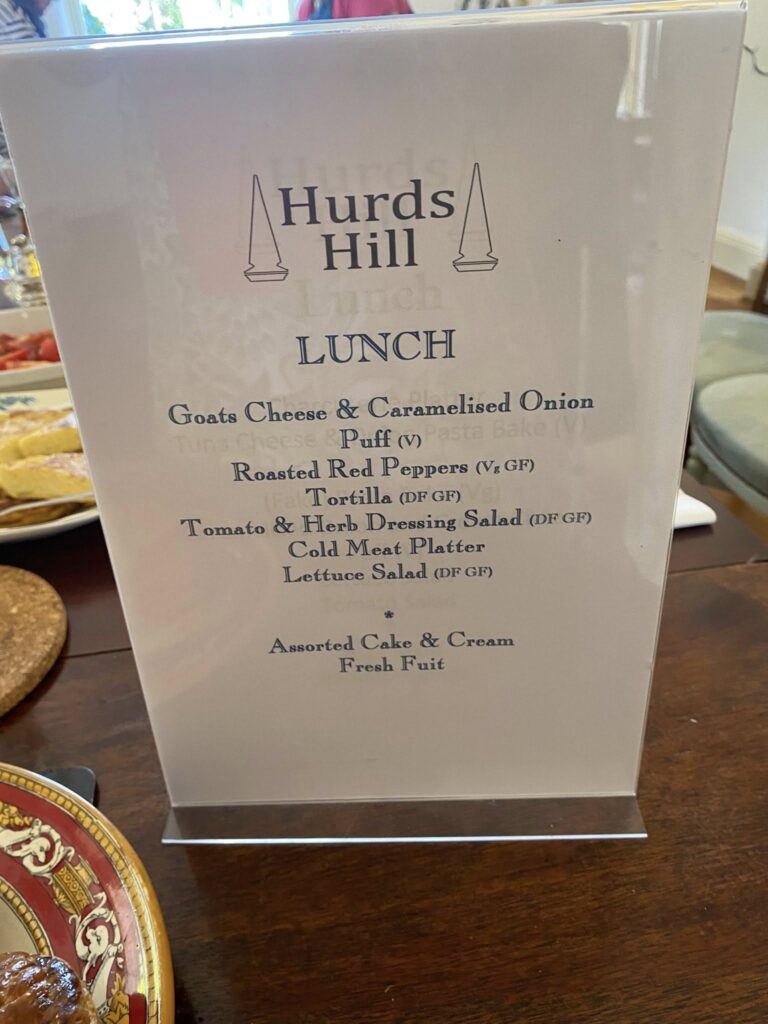 Hurds
Hill
LUNCH
Goats Cheese & Caramelised Onion
Puff (V)
Roasted Red Peppers (Vg GF)
Tortilla (DF GF)
Tomato & Herb Dressing Salad (DF GF)
Cold Meat Platter
Lettuce Salad (DF GF)
*
Assorted Cake & Cream
Fresh Fuit